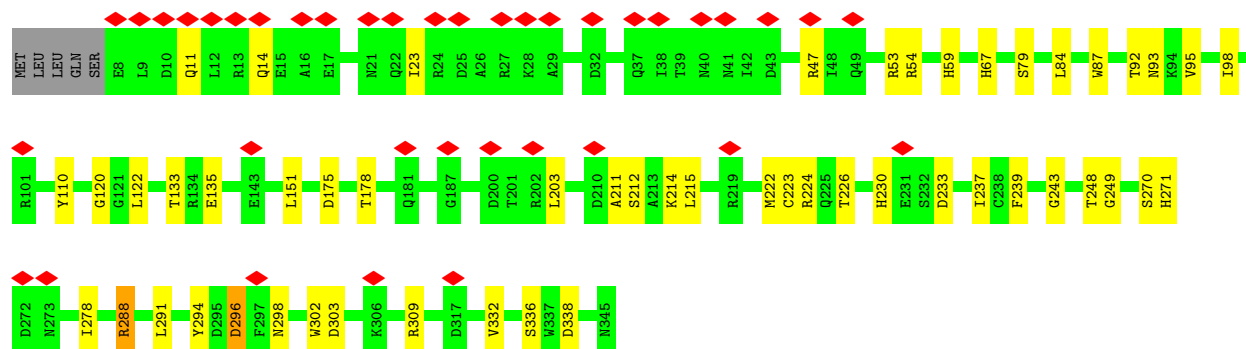 MET LEU LEU GLN SER E8 L9 D10 Q11 L12 R13 Q14 E15 A16 E17 N21 Q22 I23 R24 D25 A26 R27 K28 A29 D32 Q37 I38 T39 N40 N41 I42 D43 R47 I48 Q49 R53 R54 H59 H67 S79 L84 W87 T92 N93 K94 V95 I98
R101 Y110 G120 G121 L122 T133 R134 E135 E143 L151 D175 T178 Q181 G187 D200 T201 R202 L203 D210 A211 S212 A213 K214 L215 R219 M222 C223 R224 Q225 T226 H230 E231 S232 D233 I237 C238 F239 G243 T248 G249 S270 H271
D272 N273 I278 R288 L291 Y294 D295 D296 F297 N298 W302 D303 K306 R309 D317 V332 S336 W337 D338 N345